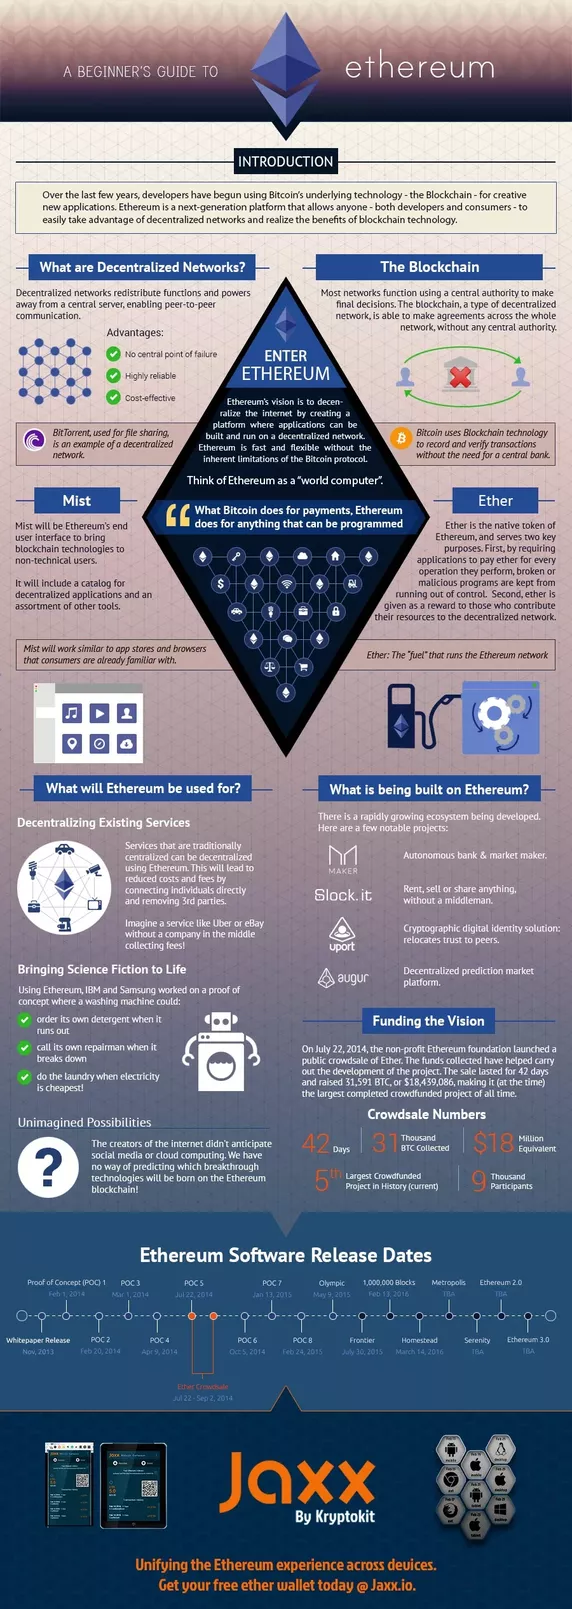 A BEGINNER'S GUIDE TO
ethereum
INTRODUCTION
Over the last few years, developers have begun using Bitcoin's underlying technology - the Blockchain - for creative
new applications. Ethereum is a next-generation platform that allows anyone - both developers and consumers - to
easily take advantage of decentralized networks and realize the benefits of blockchain technology.
What are Decentralized Networks?
Decentralized networks redistribute functions and powers
away from a central server, enabling peer-to-peer
communication.
Advantages:
No central point of failure
Highly reliable
Cost-effective
BitTorrent, used for file sharing,
is an example of a decentralized
network.
The Blockchain
Most networks function using a central authority to make
final decisions. The blockchain, a type of decentralized
network, is able to make agreements across the whole
network, without any central authority.
Bitcoin uses Blockchain technology
to record and verify transactions
without the need for a central bank.
ENTER
ETHEREUM
Ethereum's vision is to decen-
ralize the internet by creating a
platform where applications can be
built and run on a decentralized network.
Ethereum is fast and flexible without the
inherent limitations of the Bitcoin protocol.
Think of Ethereum as a "world computer".
What Bitcoin does for payments, Ethereum
does for anything that can be programmed
Mist
Mist will be Ethereum's end
user interface to bring
blockchain technologies to
non-technical users.
It will include a catalog for
decentralized applications and an
assortment of other tools.
Mist will work similar to app stores and browsers
that consumers are already familiar with.
Ether
Ether is the native token of
Ethereum, and serves two key
purposes. First, by requiring
applications to pay ether for every
operation they perform, broken or
malicious programs are kept from
running out of control. Second, ether is
given as a reward to those who contribute
their resources to the decentralized network.
Ether: The "fuel" that runs the Ethereum network
What will Ethereum be used for?
Decentralizing Existing Services
Services that are traditionally
centralized can be decentralized
using Ethereum. This will lead to
reduced costs and fees by
connecting individuals directly
and removing 3rd parties.
Imagine a service like Uber or eBay
without a company in the middle
collecting fees!
Bringing Science Fiction to Life
Using Ethereum, IBM and Samsung worked on a proof of
concept where a washing machine could:
order its own detergent when it
runs out
call its own repairman when it
breaks down
do the laundry when electricity
is cheapest!
Unimagined Possibilities
?
The creators of the internet didn't anticipate
social media or cloud computing. We have
no way of predicting which breakthrough
technologies will be born on the Ethereum
blockchain!
What is being built on Ethereum?
There is a rapidly growing ecosystem being developed.
Here are a few notable projects:
MAKER
Autonomous bank & market maker.
Slock.it
Rent, sell or share anything,
without a middleman.
uport
Cryptographic digital identity solution:
relocates trust to peers.
augur
Decentralized prediction market
platform.
Funding the Vision
On July 22, 2014, the non-profit Ethereum foundation launched a
public crowdsale of Ether. The funds collected have helped carry
out the development of the project. The sale lasted for 42 days
and raised 31,591 BTC, or $18,439,086, making it (at the time)
the largest completed crowdfunded project of all time.
Crowdsale Numbers
42 Days
31 Thousand
BTC Collected
$18 Million
Equivalent
5th Largest Crowdfunded
Project in History (current)
9 Thousand
Participants
Ethereum Software Release Dates
Proof of Concept (POC) 1
Feb 1, 2014
POC 3
Mar 1, 2014
POC 5
Jul 22, 2014
POC 7
Jan 13, 2015
Olympic
May 9, 2015
1,000,000 Blocks
Feb 13, 2016
Metropolis
TBA
Ethereum 2.0
TBA
Whitepaper Release
Nov, 2013
POC 2
Feb 20, 2014
POC 4
Apr 9, 2014
POC 6
Oct 5, 2014
POC 8
Feb 24, 2015
Frontier
July 30, 2015
Homestead
March 14, 2016
Serenity
TBA
Ethereum 3.0
TBA
Ether Crowdsale
Jul 22 - Sep 2, 2014
Jaxx
By Kryptokit
Unifying the Ethereum experience across devices.
Get your free ether wallet today @ Jaxx.io.